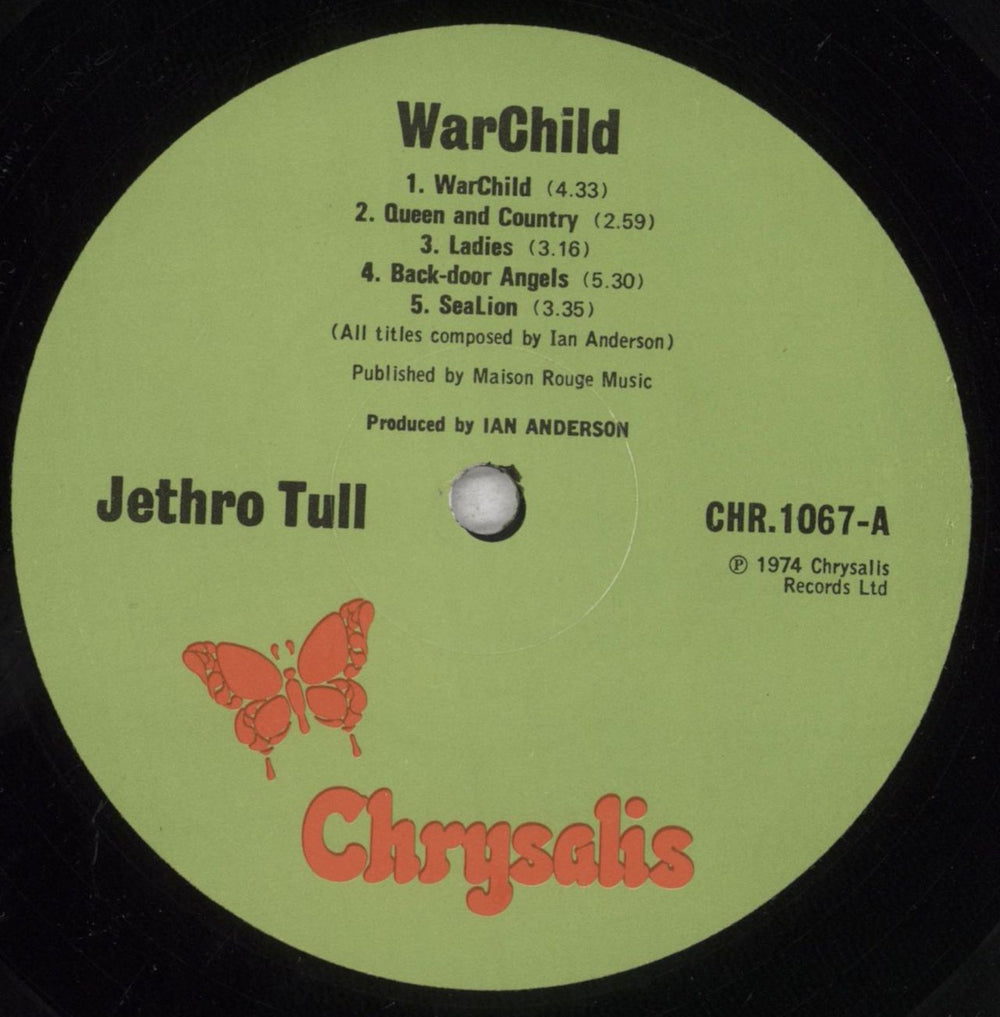 WarChild
1. WarChild (4.33)
2. Queen and Country (2.59)
3. Ladies (3.16)
4. Back-door Angels (5.30)
5. SeaLion (3.35)
(All titles composed by Ian Anderson)
Published by Maison Rouge Music
Produced by IAN ANDERSON
Jethro Tull
CHR.1067-A
℗ 1974 Chrysalis
Records Ltd
Chrysalis